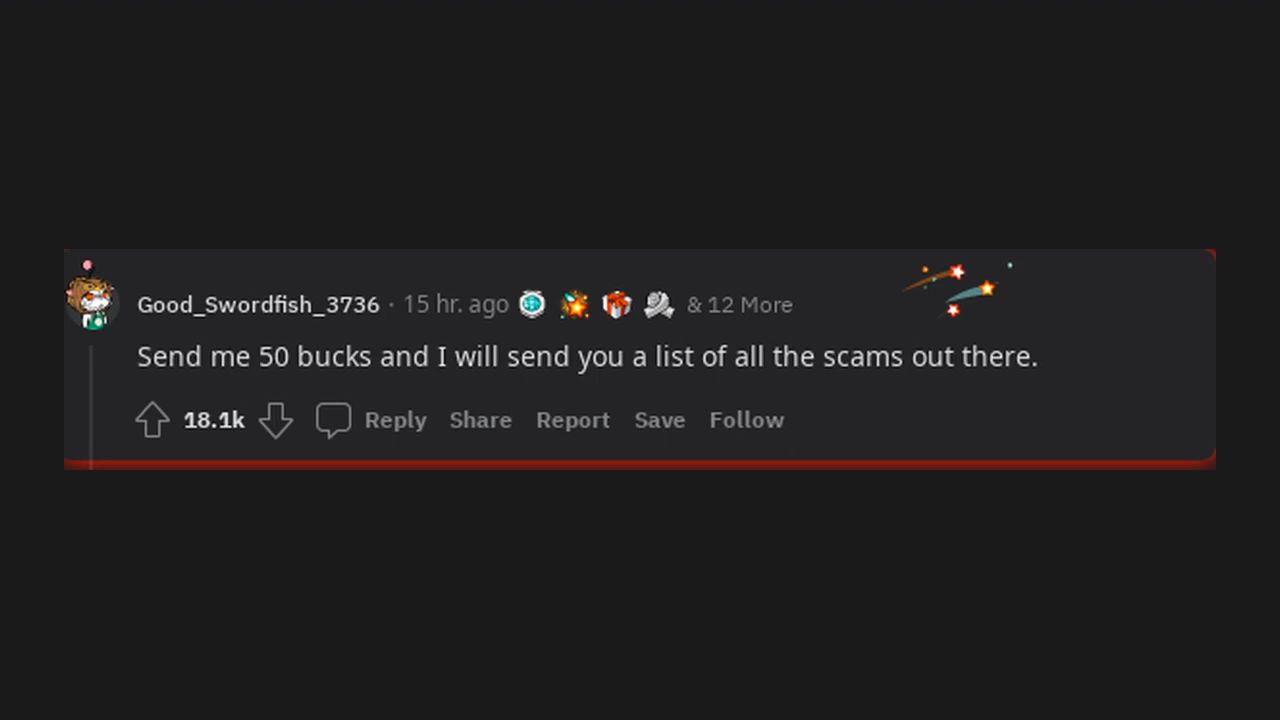 Good_Swordfish_3736 · 15 hr. ago & 12 More
Send me 50 bucks and I will send you a list of all the scams out there.
18.1k Reply Share Report Save Follow